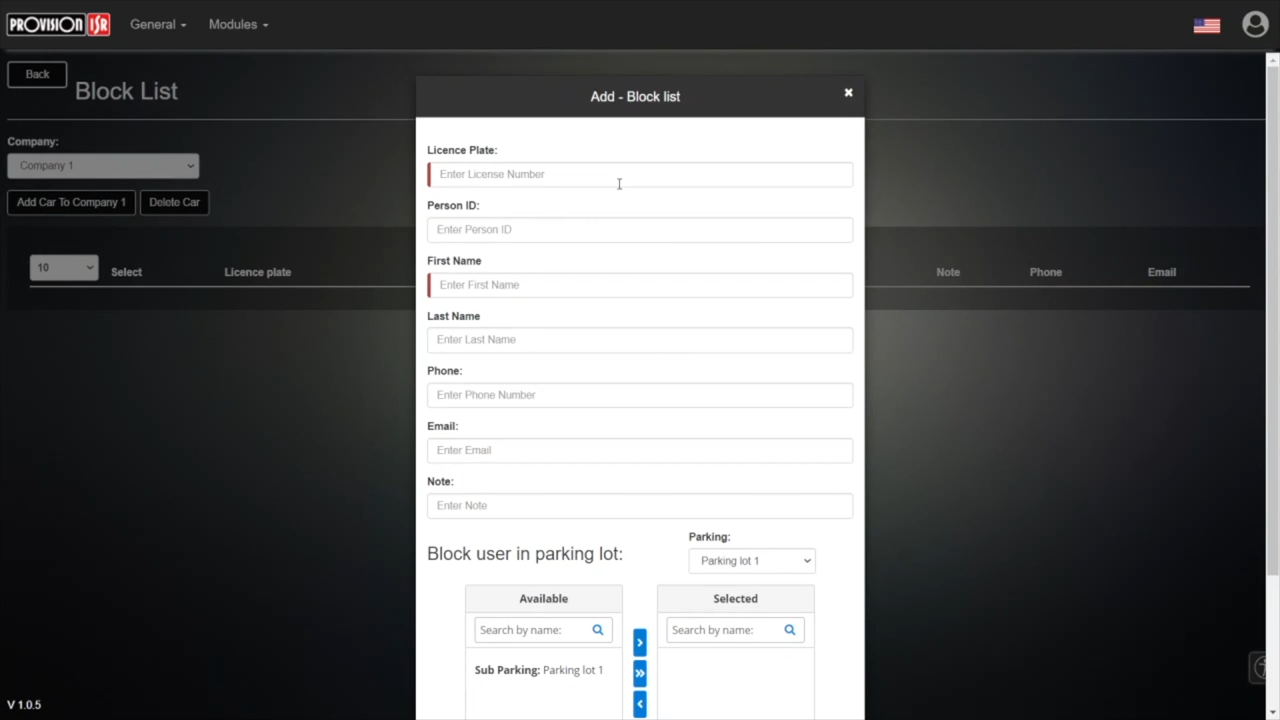 PROVISION ISR
General
Modules
Back
Block List
Company:
Company 1
Add Car To Company 1
Delete Car
10
Select
Licence plate
Note
Phone
Email
Add - Block list
Licence Plate:
Enter License Number
Person ID:
Enter Person ID
First Name
Enter First Name
Last Name
Enter Last Name
Phone:
Enter Phone Number
Email:
Enter Email
Note:
Enter Note
Block user in parking lot:
Parking:
Parking lot 1
Available
Selected
Search by name:
Search by name:
Sub Parking: Parking lot 1
V 1.0.5